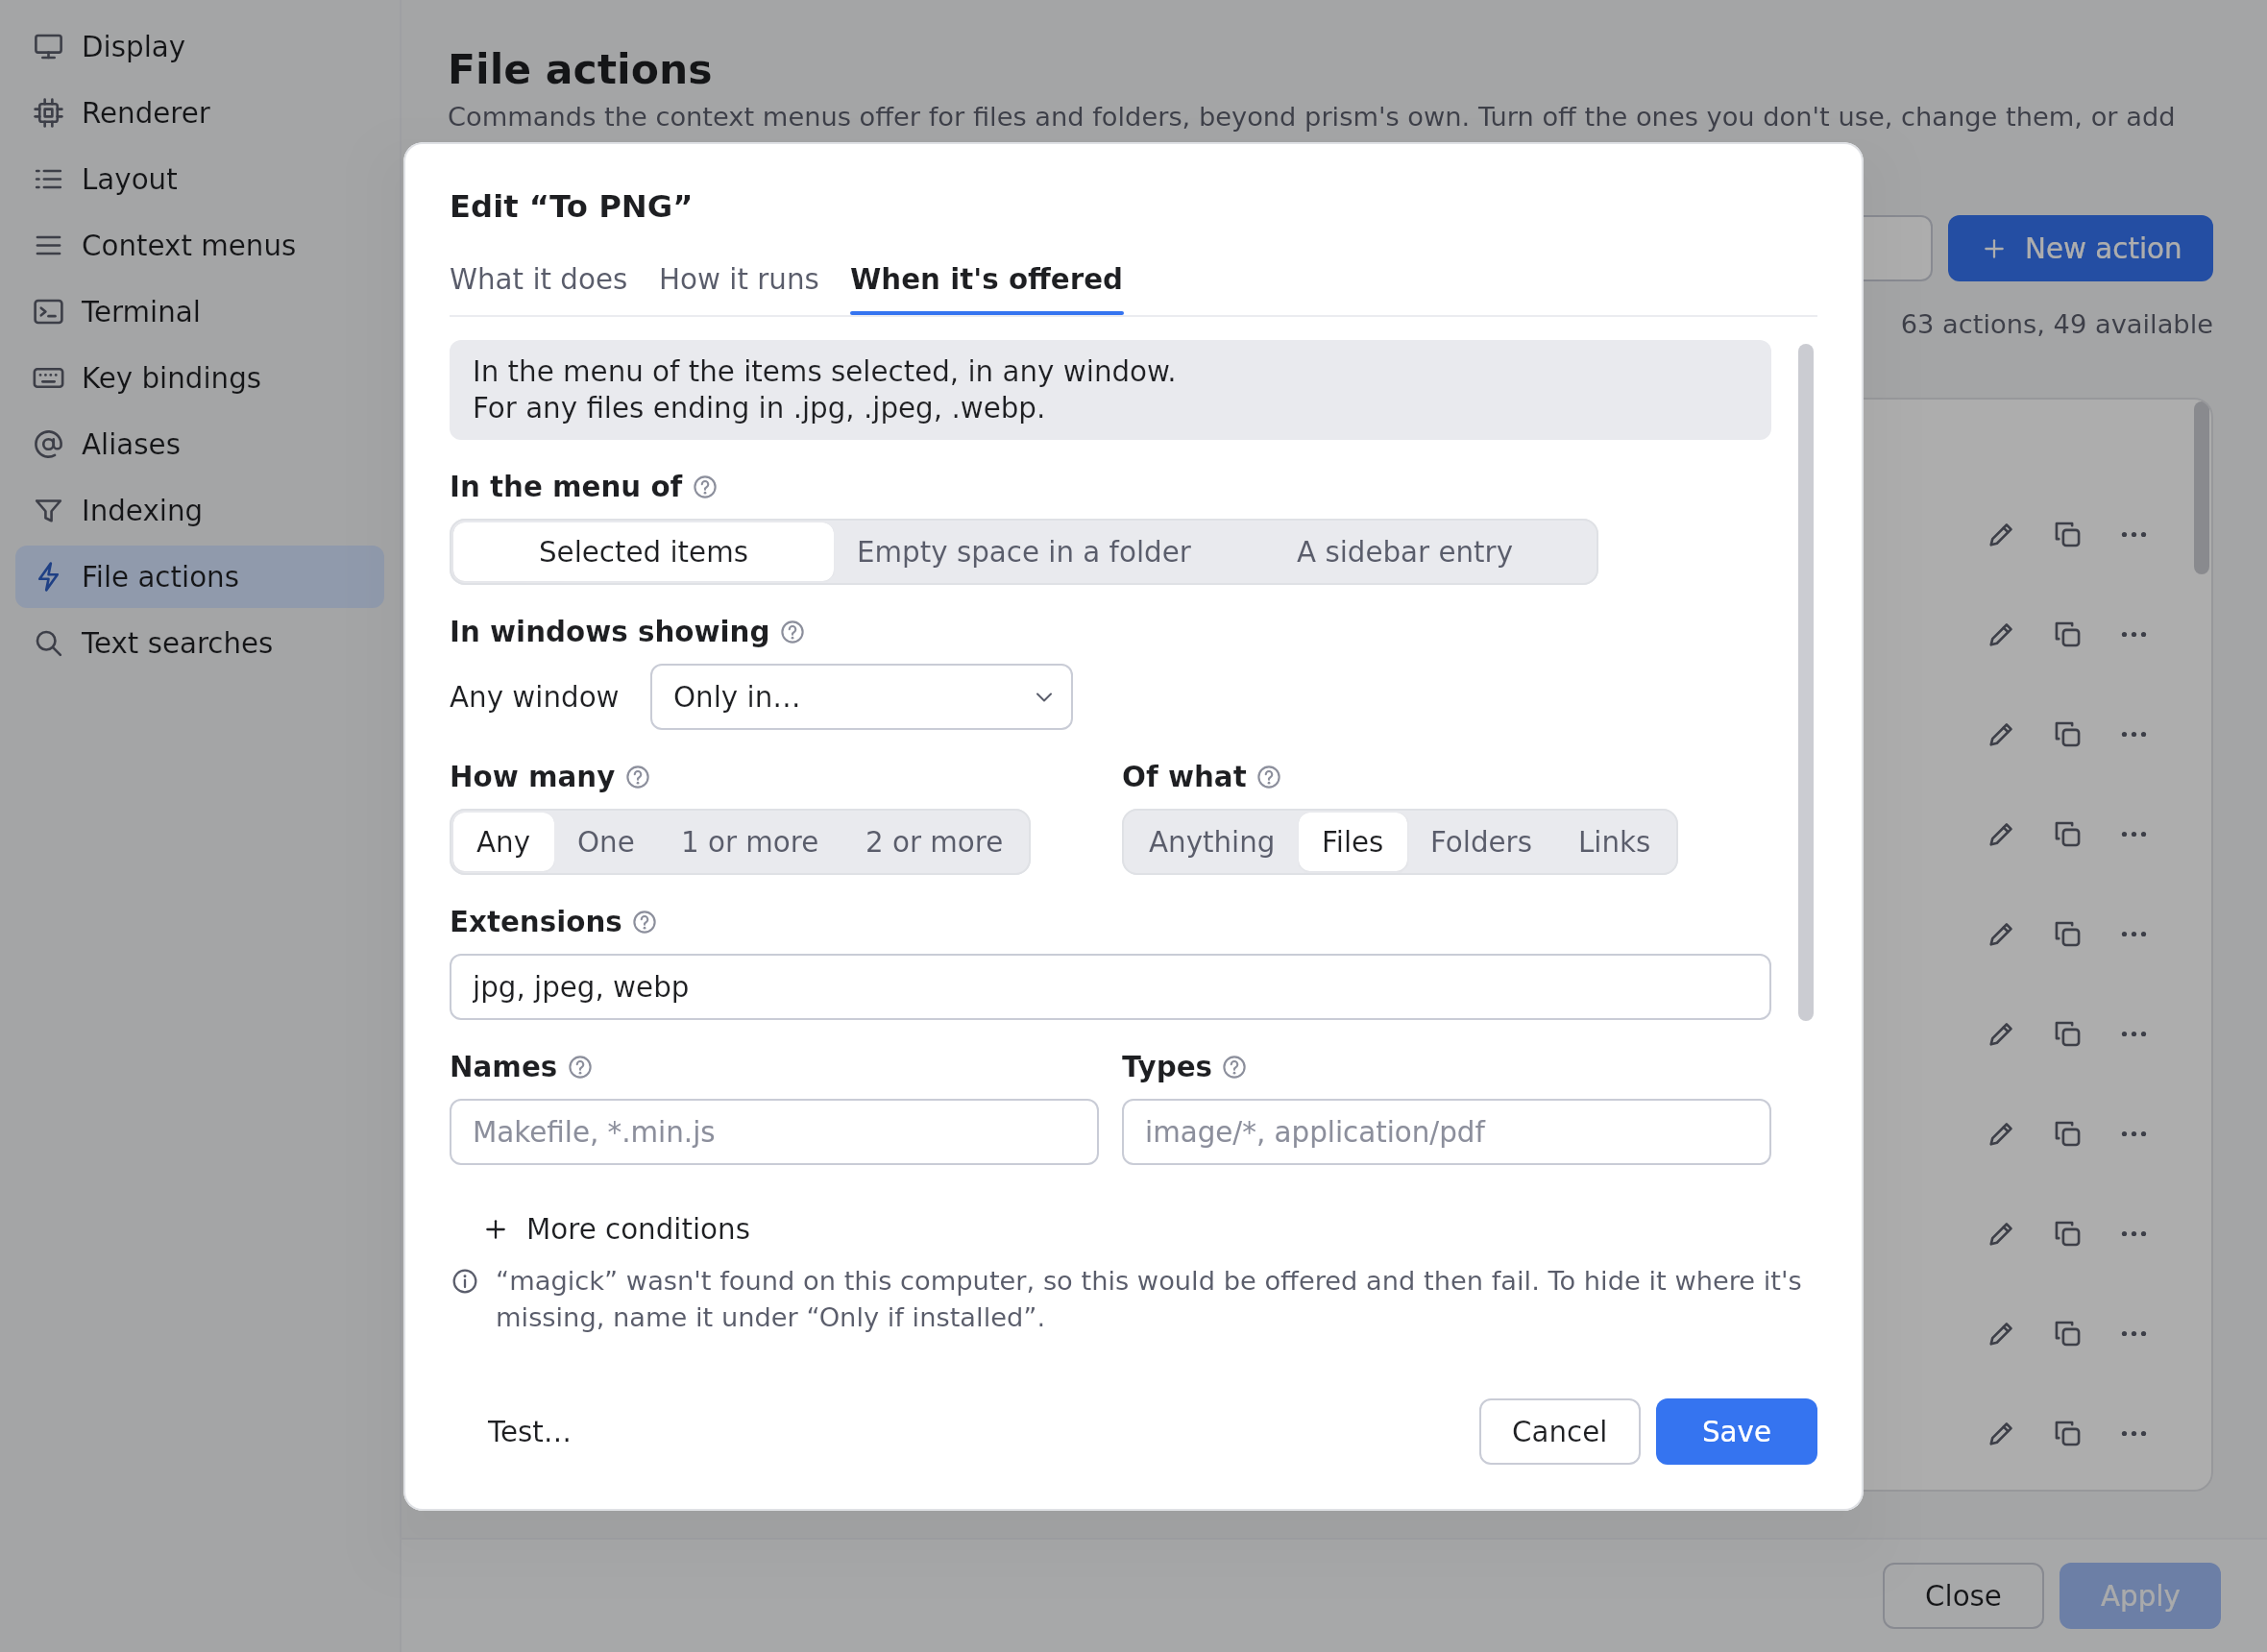 Display
Renderer
Layout
Context menus
Terminal
Key bindings
Aliases
Indexing
File actions
Text searches
File actions
Commands the context menus offer for files and folders, beyond prism's own. Turn off the ones you don't use, change them, or add
New action
63 actions, 49 available
Edit “To PNG”
What it does
How it runs
When it's offered
In the menu of the items selected, in any window.
For any files ending in .jpg, .jpeg, .webp.
In the menu of
Selected items
Empty space in a folder
A sidebar entry
In windows showing
Any window
Only in…
How many
Of what
Any
One
1 or more
2 or more
Anything
Files
Folders
Links
Extensions
jpg, jpeg, webp
Names
Types
Makefile, *.min.js
image/*, application/pdf
More conditions
“magick” wasn't found on this computer, so this would be offered and then fail. To hide it where it's
missing, name it under “Only if installed”.
Test…
Cancel
Save
Close
Apply